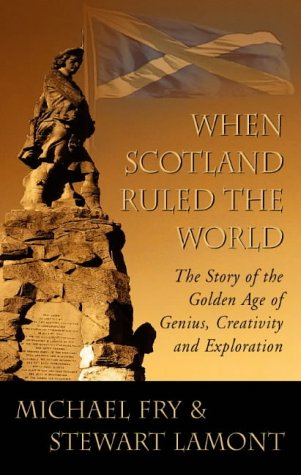 WHEN
SCOTLAND
RULED THE
WORLD
The Story of the
Golden Age of
Genius, Creativity
and Exploration
MICHAEL FRY &
STEWART LAMONT